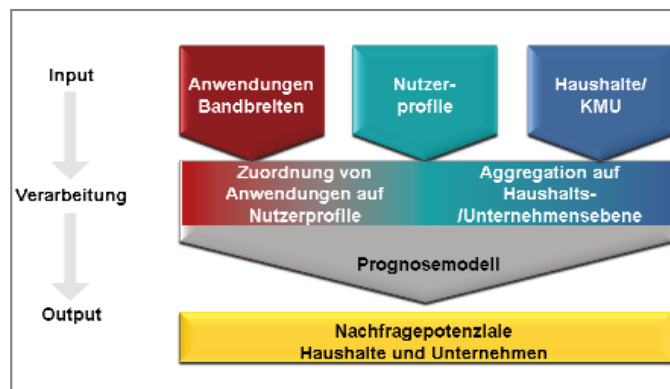 Input
Anwendungen
Bandbreiten
Nutzer-
profile
Haushalte/
KMU
Verarbeitung
Zuordnung von
Anwendungen auf
Nutzerprofile
Aggregation auf
Haushalts-
/Unternehmensebene
Prognosemodell
Output
Nachfragepotenziale
Haushalte und Unternehmen